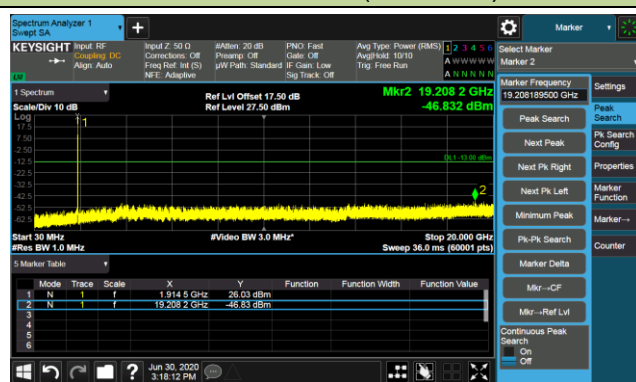 Spectrum Analyzer 1
Swept SA
Marker
KEYSIGHT
Input: RF
Coupling: DC
Align: Auto
Input Z: 50 Ω
Corrections: Off
Freq Ref: Int (S)
NFE: Adaptive
#Atten: 20 dB
Preamp: Off
µW Path: Standard
PNO: Fast
Gate: Off
IF Gain: Low
Sig Track: Off
Avg Type: Power (RMS)
Avg|Hold: 10/10
Trig: Free Run
1 2 3 4 5 6
A W W W W W
A N N N N N
LXI
Select Marker
Marker 2
1 Spectrum
Scale/Div 10 dB
Ref Lvl Offset 17.50 dB
Ref Level 27.50 dBm
Mkr2 19.208 2 GHz
-46.832 dBm
Log
17.5
7.50
-2.50
-12.5
-22.5
-32.5
-42.5
-52.5
-62.5
1
DL1 -13.00 dBm
2
Start 30 MHz
#Res BW 1.0 MHz
#Video BW 3.0 MHz*
Stop 20.000 GHz
Sweep 36.0 ms (60001 pts)
5 Marker Table
Mode Trace Scale X Y Function Function Width Function Value
1 N 1 f 1.914 5 GHz 26.03 dBm
2 N 1 f 19.208 2 GHz -46.83 dBm
3
4
5
6
Marker Frequency
19.208189500 GHz
Peak Search
Next Peak
Next Pk Right
Next Pk Left
Minimum Peak
Pk-Pk Search
Marker Delta
Mkr→CF
Mkr→Ref Lvl
Continuous Peak
Search
On
Off
Settings
Peak
Search
Pk Search
Config
Properties
Marker
Function
Marker→
Counter
Jun 30, 2020
3:18:12 PM